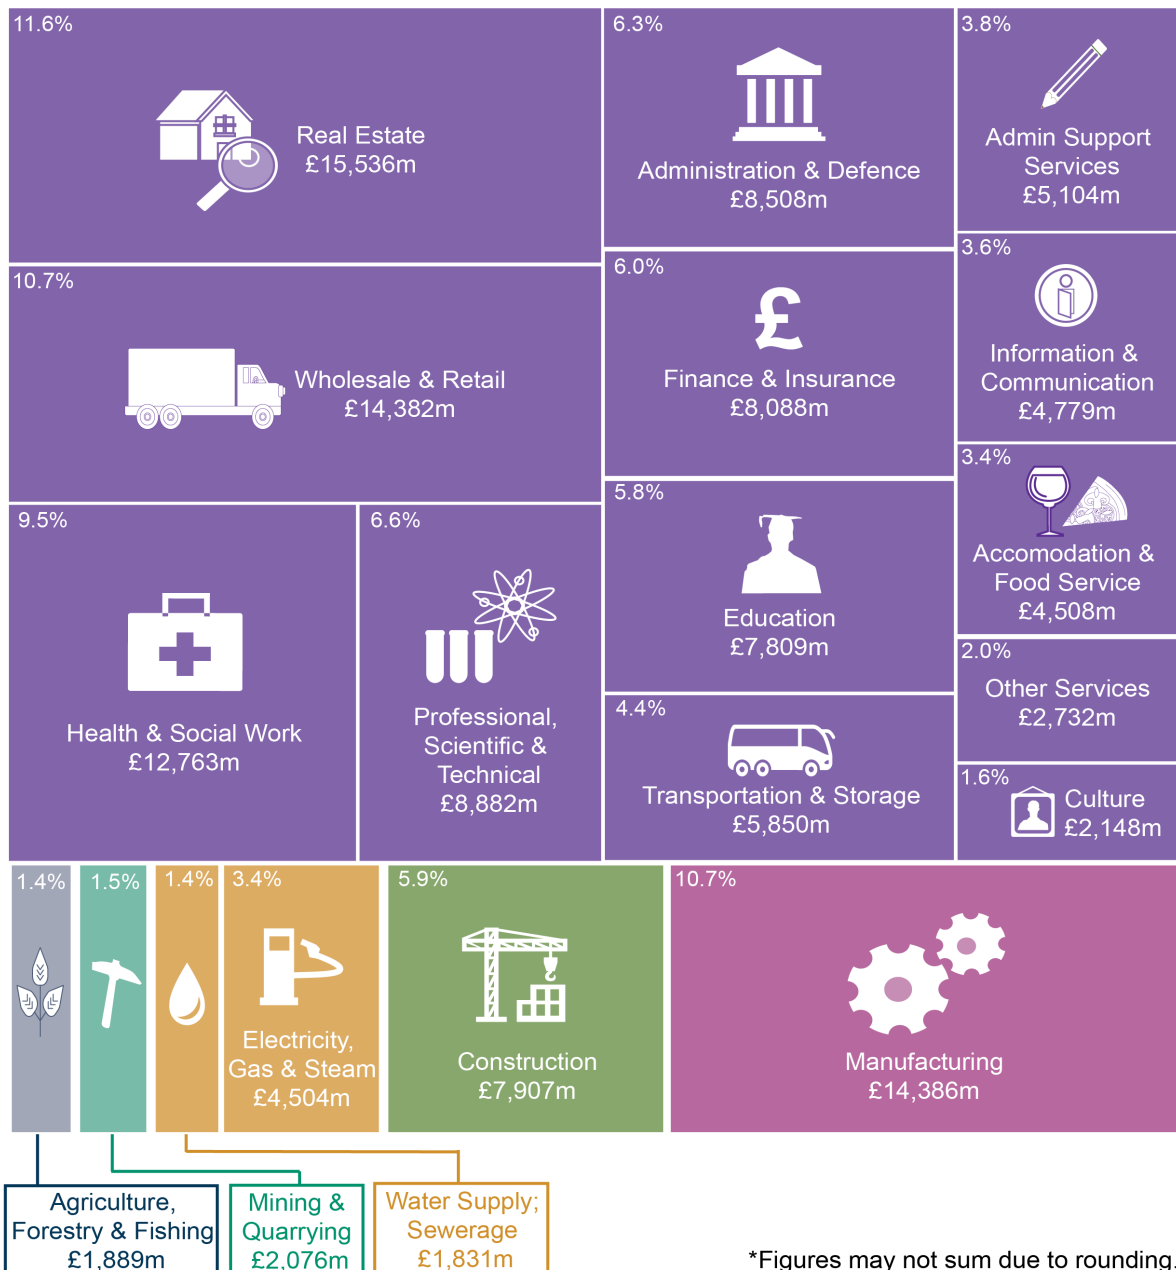 11.6%
Real Estate
£15,536m
6.3%
Administration & Defence
£8,508m
3.8%
Admin Support
Services
£5,104m
10.7%
Wholesale & Retail
£14,382m
6.0%
£
Finance & Insurance
£8,088m
3.6%
Information &
Communication
£4,779m
9.5%
Health & Social Work
£12,763m
6.6%
Professional,
Scientific &
Technical
£8,882m
5.8%
Education
£7,809m
3.4%
Accomodation &
Food Service
£4,508m
4.4%
Transportation & Storage
£5,850m
2.0%
Other Services
£2,732m
1.6%
Culture
£2,148m
1.4%
1.5%
1.4%
3.4%
Electricity,
Gas & Steam
£4,504m
5.9%
Construction
£7,907m
10.7%
Manufacturing
£14,386m
Agriculture,
Forestry & Fishing
£1,889m
Mining &
Quarrying
£2,076m
Water Supply;
Sewerage
£1,831m
*Figures may not sum due to rounding.